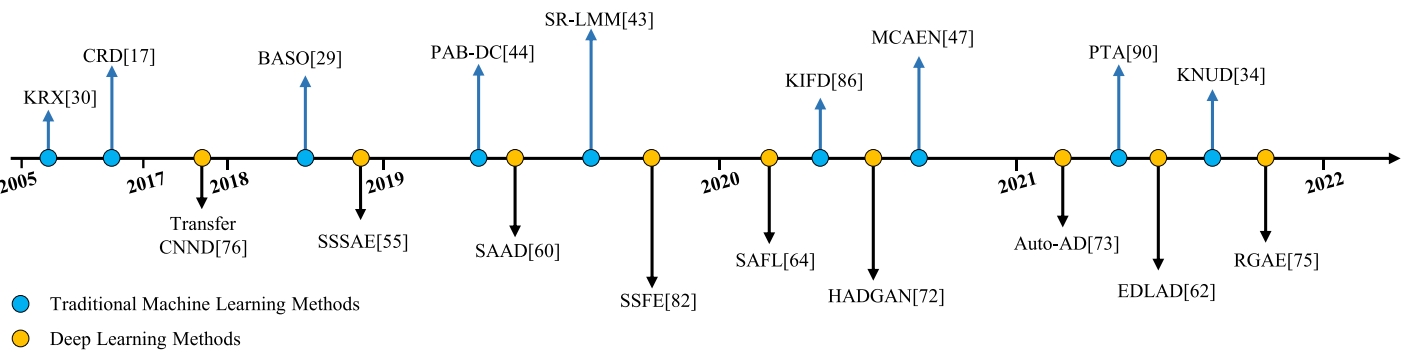 SR-LMM[43]
CRD[17]
BASO[29]
PAB-DC[44]
MCAEN[47]
PTA[90]
KRX[30]
KIFD[86]
KNUD[34]
2005
2017
2018
2019
2020
2021
2022
Transfer
CNND[76]
SSSAE[55]
SAAD[60]
SSFE[82]
SAFL[64]
HADGAN[72]
Auto-AD[73]
EDLAD[62]
RGAE[75]
Traditional Machine Learning Methods
Deep Learning Methods